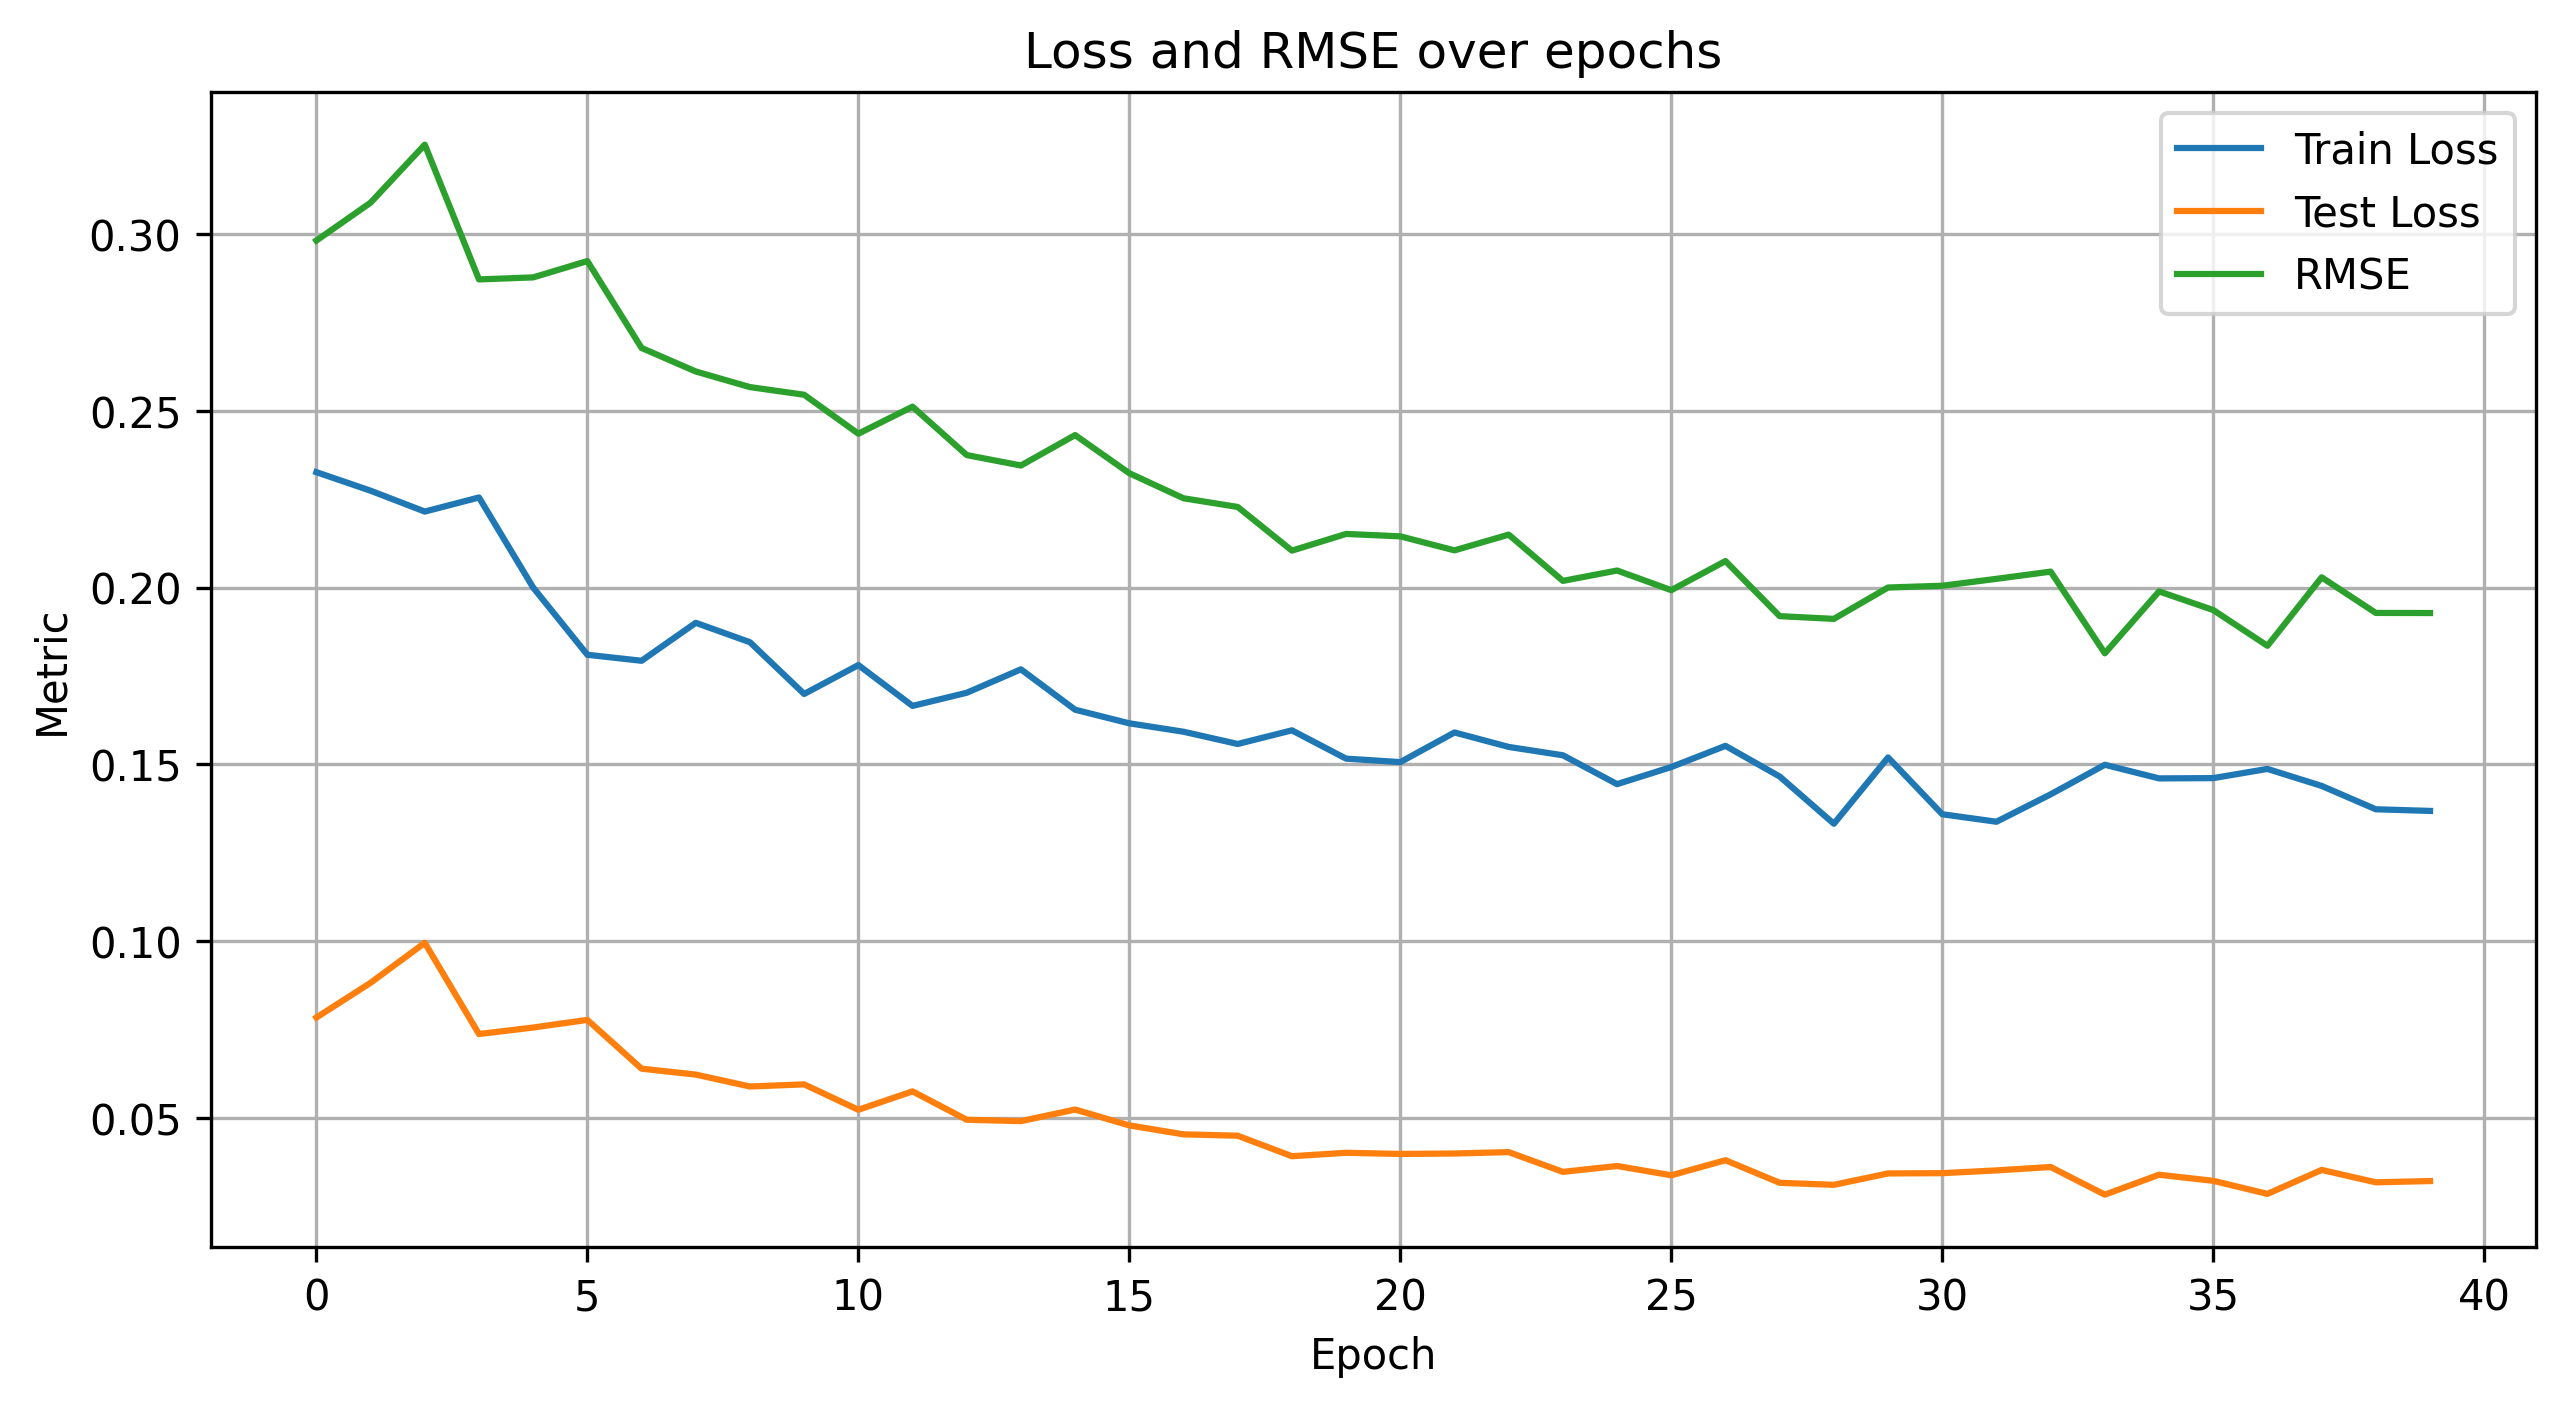 Loss and RMSE over epochs
Train Loss
Test Loss
RMSE
Metric
0.30
0.25
0.20
0.15
0.10
0.05
0 5 10 15 20 25 30 35 40
Epoch